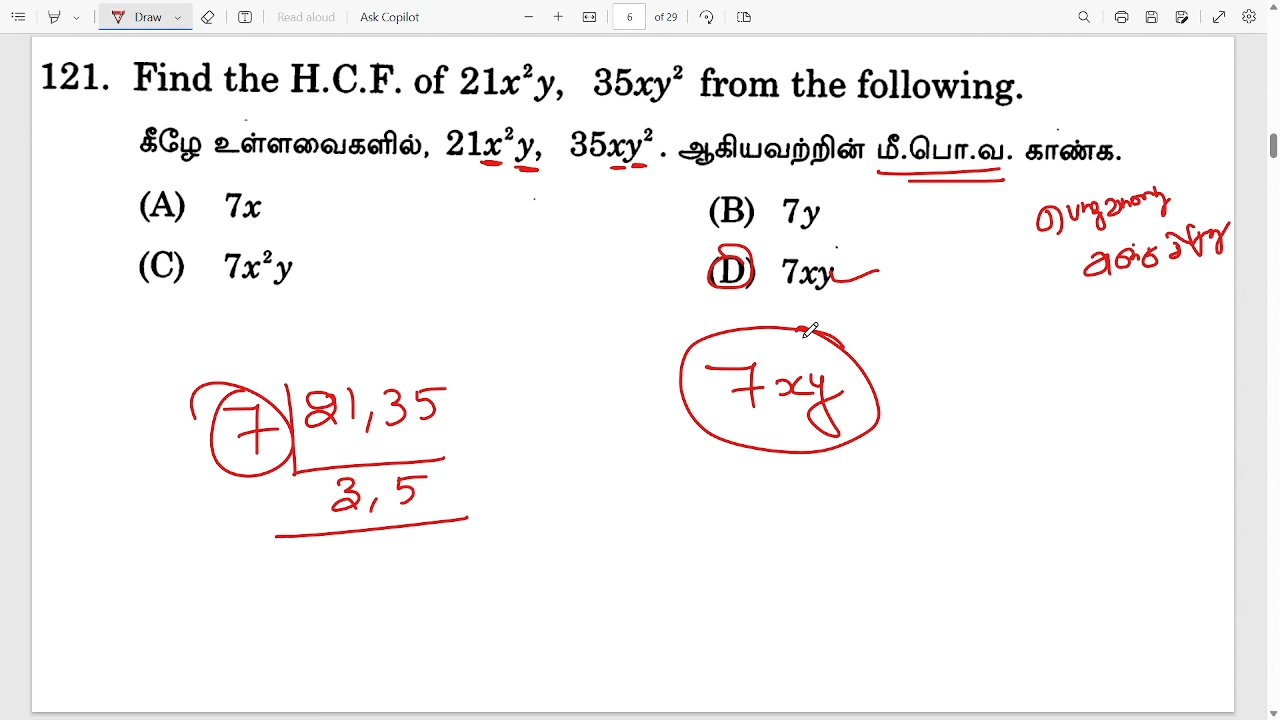 Draw
Read aloud
Ask Copilot
6
of 29
121. Find the H.C.F. of 21x²y, 35xy² from the following.
கீழே உள்ளவைகளில், 21x²y, 35xy². ஆகியவற்றின் மீ.பொ.வ. காண்க.
(A) 7x
(B) 7y
(C) 7x²y
(D) 7xy
7xy
7 21, 35
3, 5